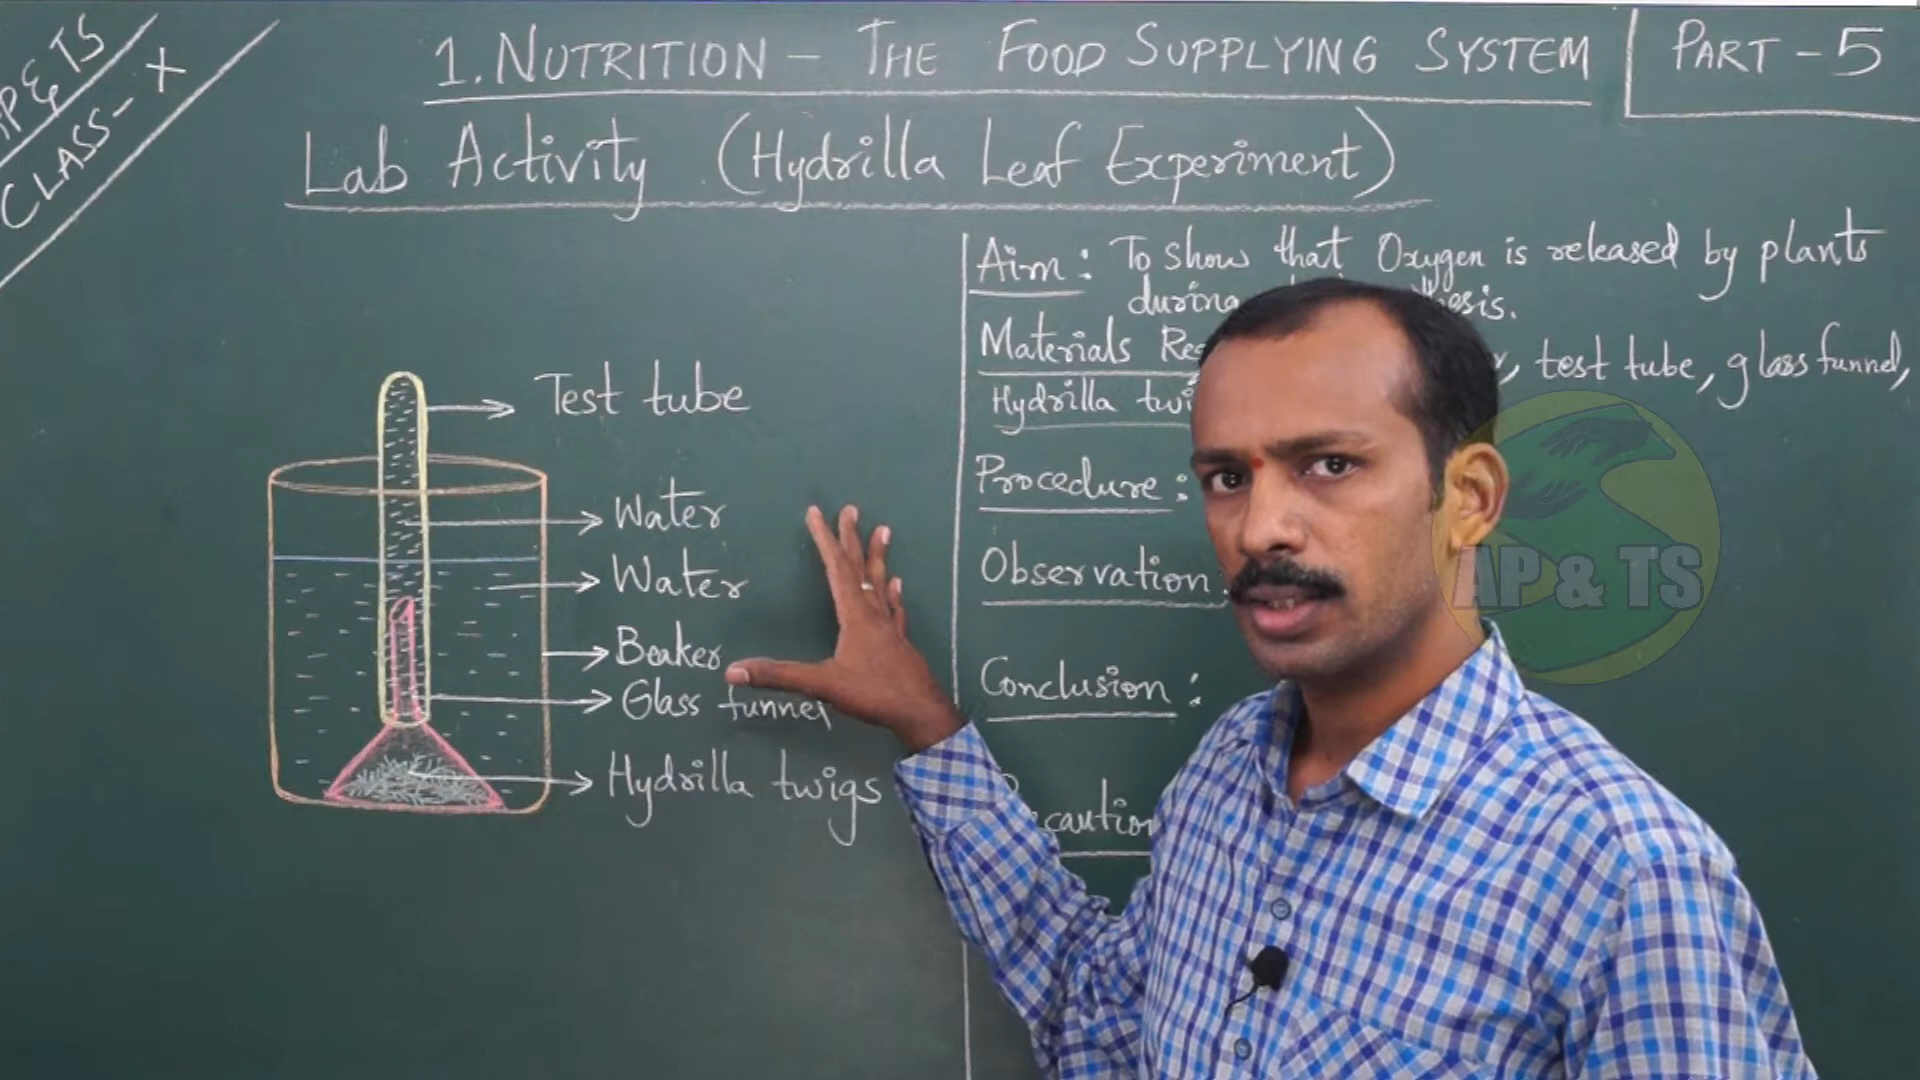 AP & TS
CLASS - X
1. NUTRITION – THE FOOD SUPPLYING SYSTEM
PART - 5
Lab Activity (Hydrilla Leaf Experiment)
Aim: To show that Oxygen is released by plants
during
Materials
test tube, glass funnel,
Hydrilla
Procedure:
Observation:
Conclusion:
Test tube
Water
Water
Beaker
Glass funnel
Hydrilla twigs
AP & TS